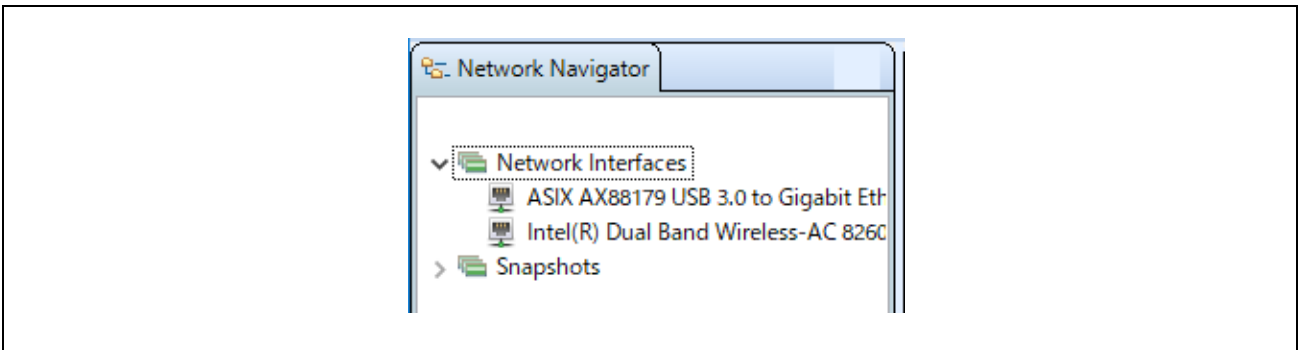 Network Navigator
Network Interfaces
ASIX AX88179 USB 3.0 to Gigabit Eth
Intel(R) Dual Band Wireless-AC 8260
Snapshots